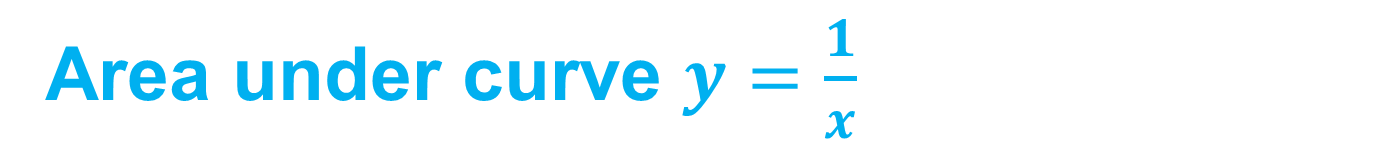 Area under curve y = 1/x